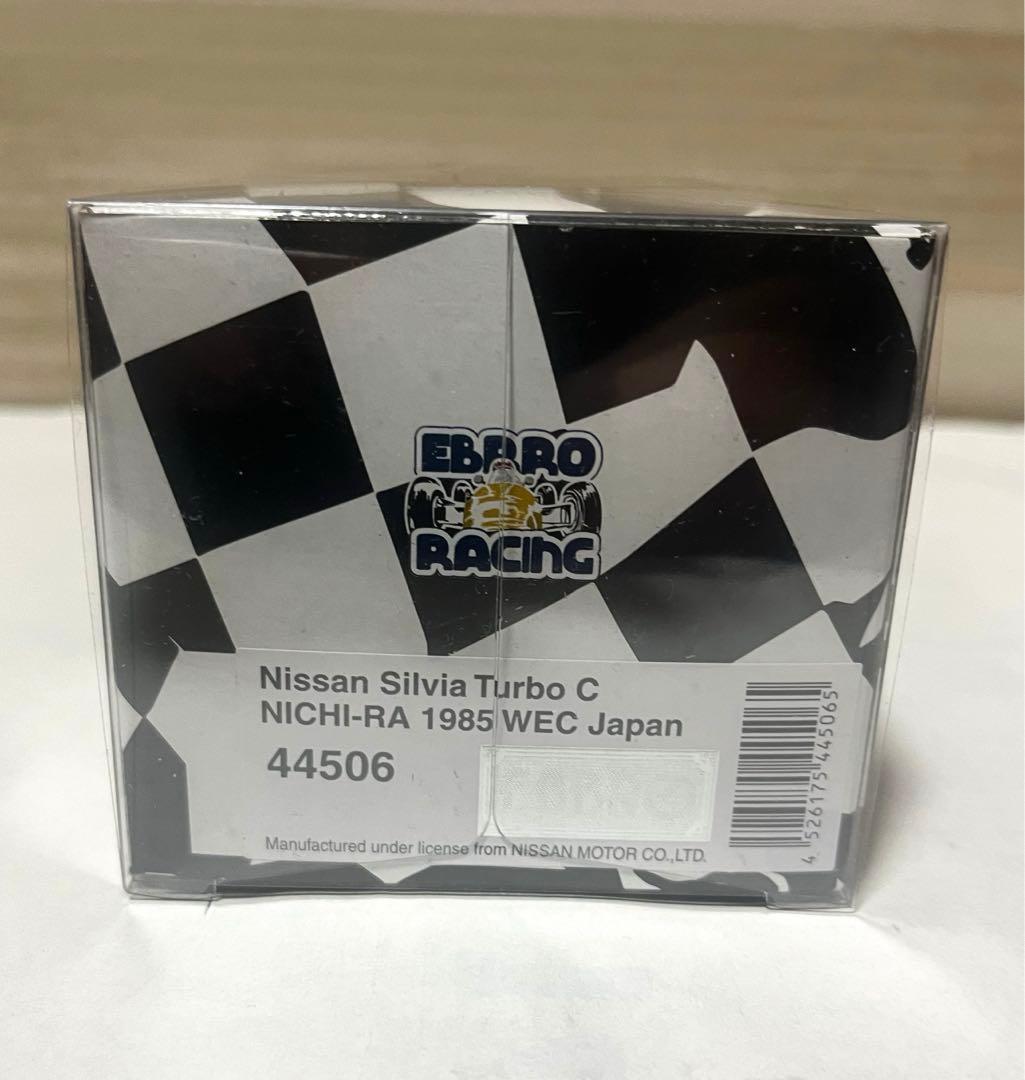 EBBRO
RACING
Nissan Silvia Turbo C
NICHI-RA 1985 WEC Japan
44506
Manufactured under license from NISSAN MOTOR CO.,LTD.
4 526175 445065